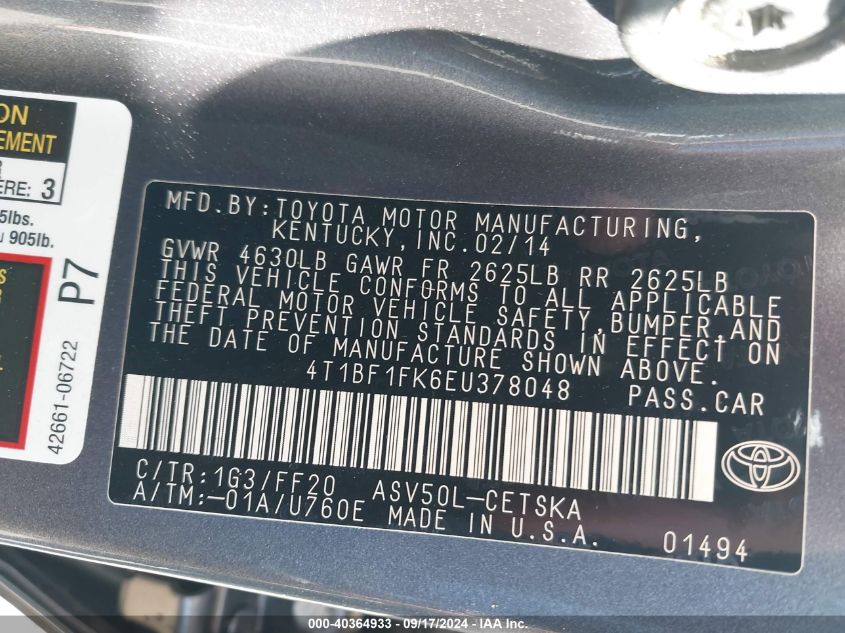 ON
EMENT
ERE: 3
5lbs.
905lb.
P7
42661-06722
MFD.BY:TOYOTA MOTOR MANUFACTURING,
KENTUCKY,INC.02/14
GVWR 4630LB GAWR FR 2625LB RR 2625LB
THIS VEHICLE CONFORMS TO ALL APPLICABLE
FEDERAL MOTOR VEHICLE SAFETY,BUMPER,AND
THEFT PREVENTION STANDARDS IN EFFECT ON
THE DATE OF MANUFACTURE SHOWN ABOVE.
4T1BF1FK6EU378048 PASS.CAR
C/TR:1G3/FF20 ASV50L-CETSKA
A/TM:-01A/U760E MADE IN U.S.A. 01494
000-40364933 - 09/17/2024 - IAA Inc.